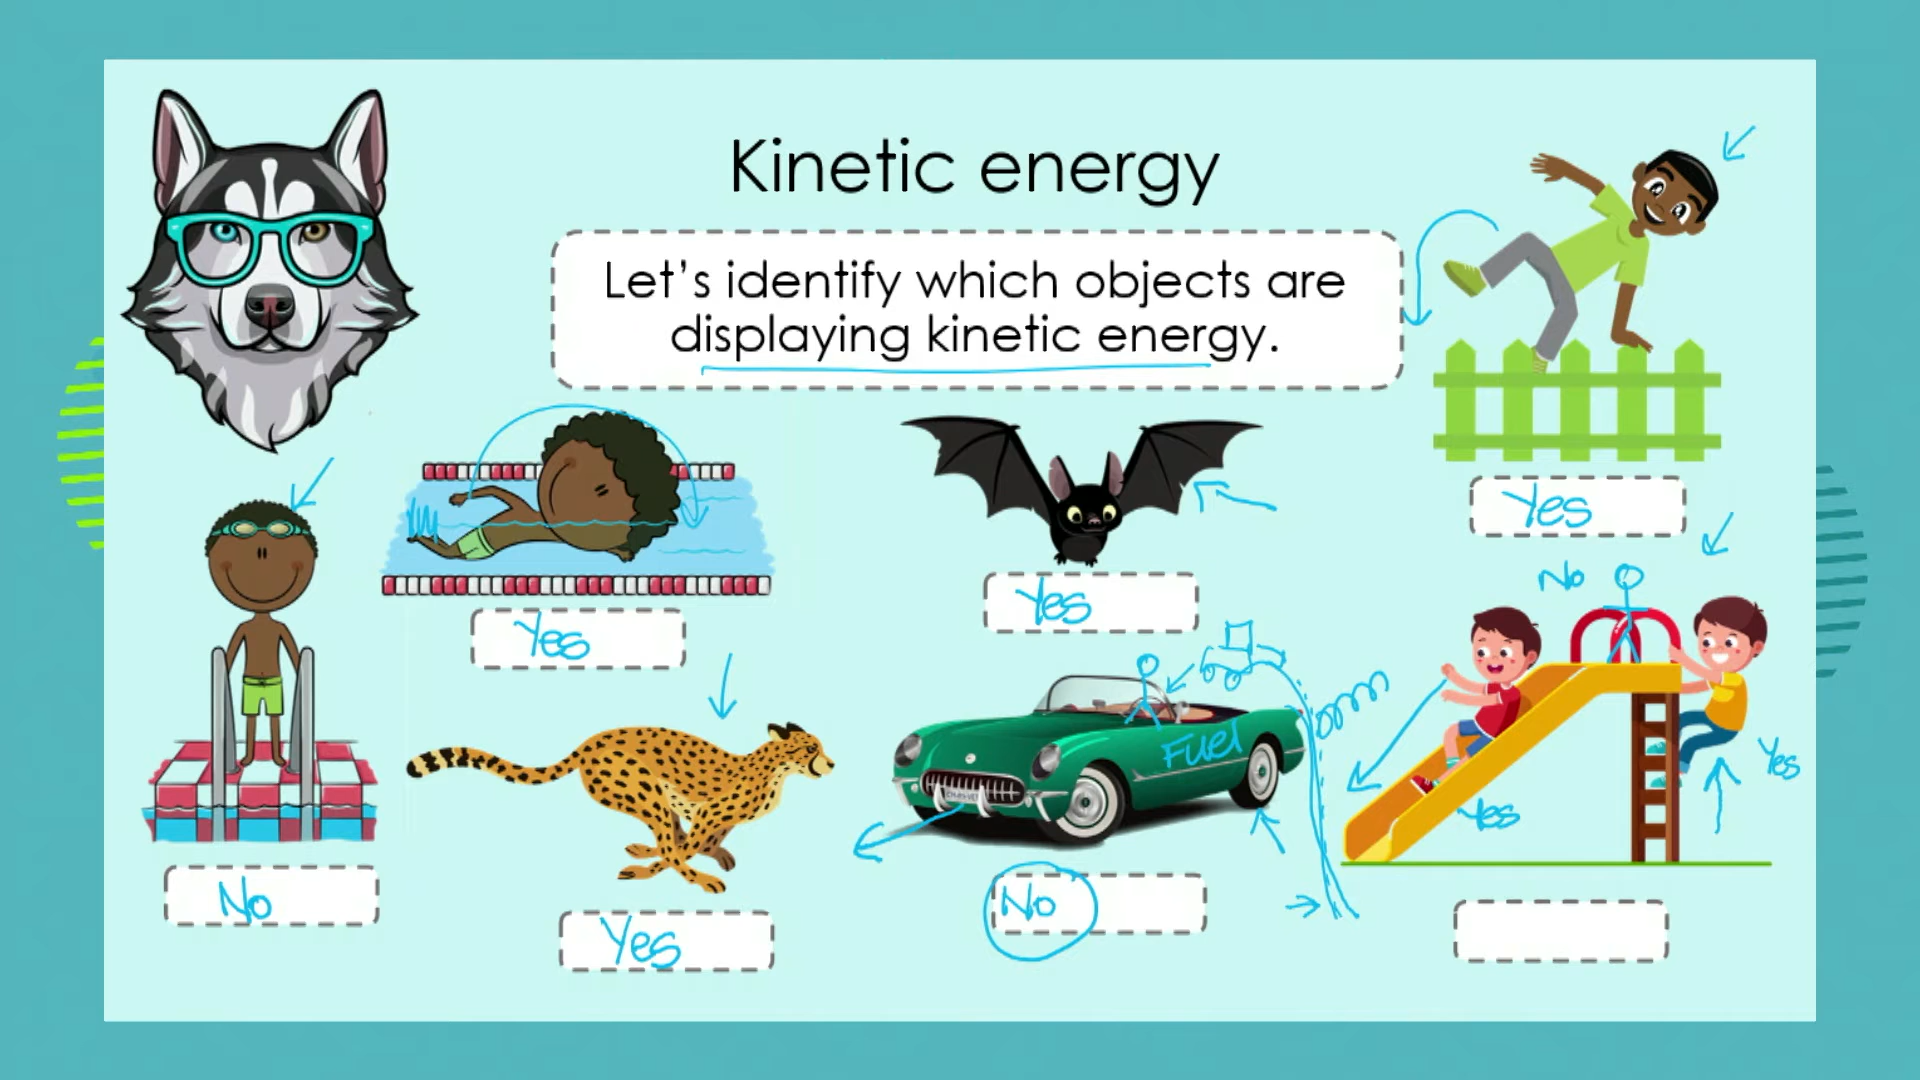 Kinetic energy
Let's identify which objects are
displaying kinetic energy.
Yes
No
Yes
Yes
Fuel
Yes
Yes
No
Yes
No